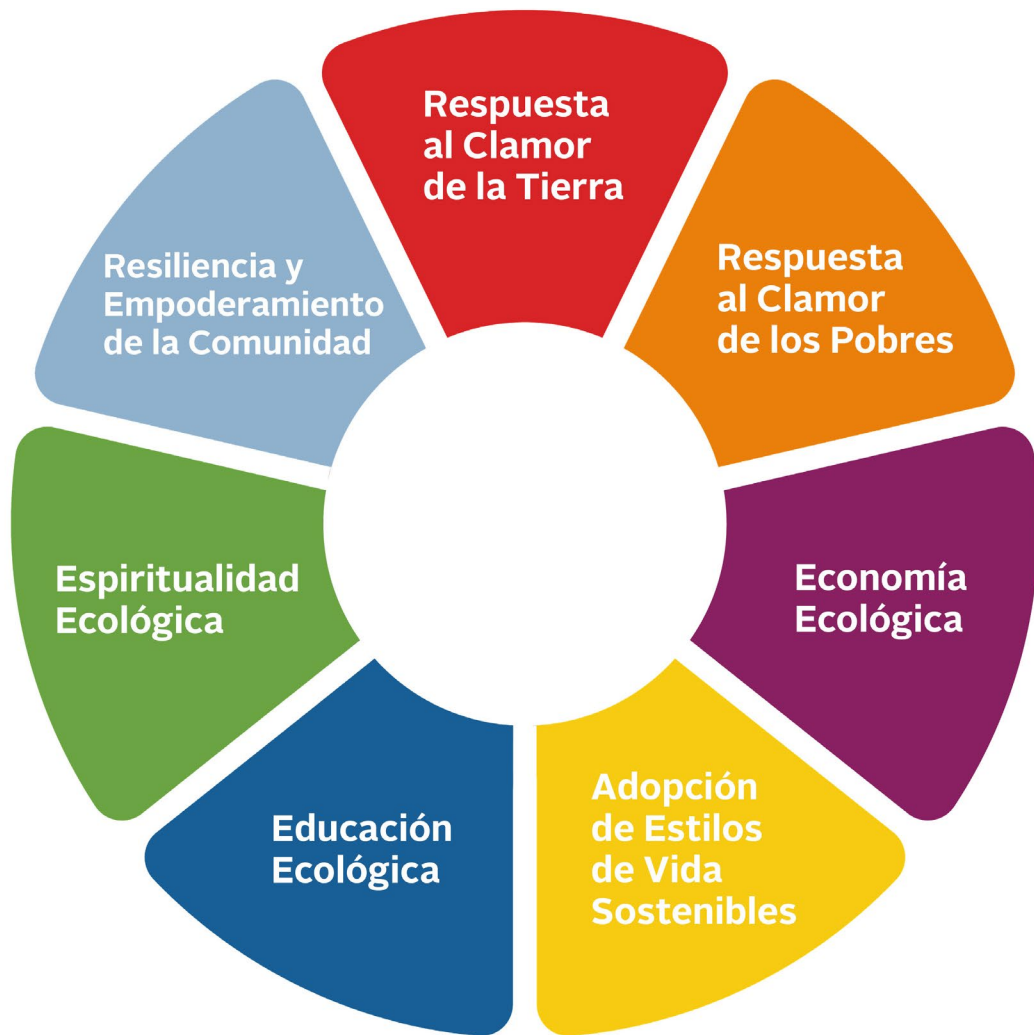 Respuesta
al Clamor
de la Tierra
Respuesta
al Clamor
de los Pobres
Economía
Ecológica
Adopción
de Estilos
de Vida
Sostenibles
Educación
Ecológica
Espiritualidad
Ecológica
Resiliencia y
Empoderamiento
de la Comunidad